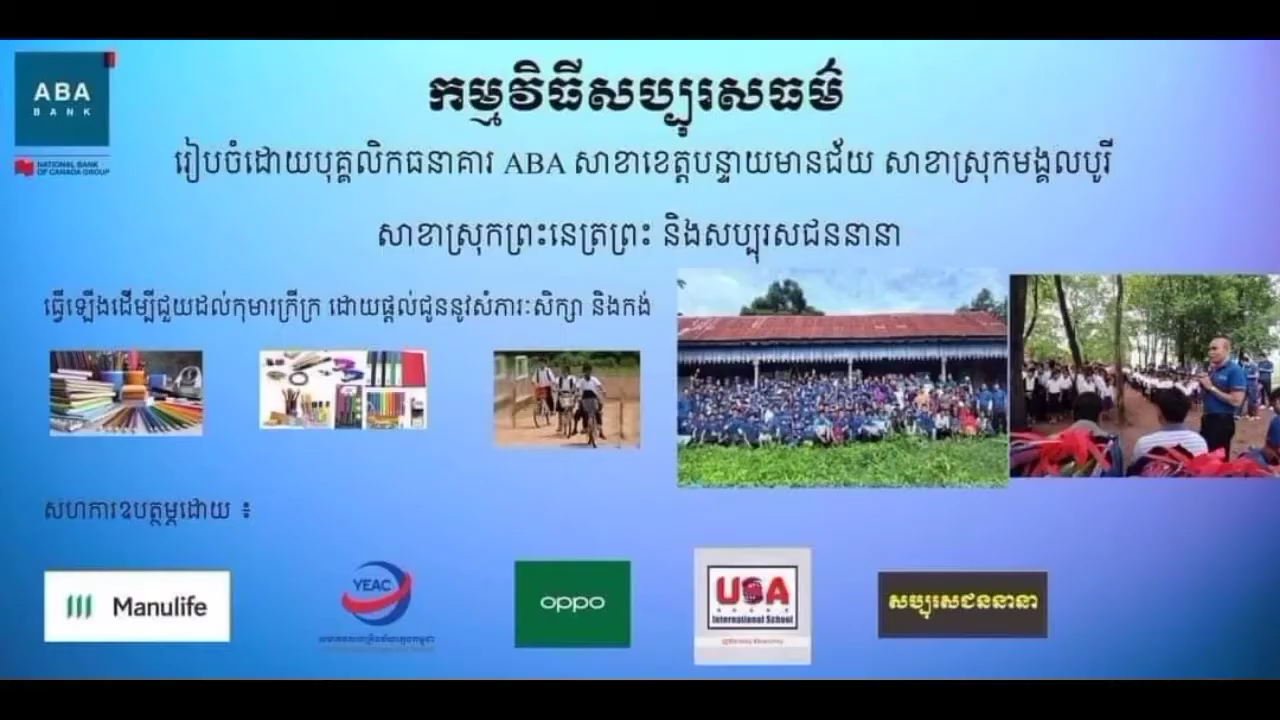 ABA
BANK
NATIONAL BANK
OF CANADA GROUP
កម្មវិធីសប្បុរសធម៌
រៀបចំដោយបុគ្គលិកធនាគារ ABA សាខាខេត្តបន្ទាយមានជ័យ សាខាស្រុកមង្គលបូរី
សាខាស្រុកព្រះនេត្រព្រះ និងសប្បុរសជននានា
ធ្វើឡើងដើម្បីជួយដល់កុមារក្រីក្រ ដោយផ្តល់ជូននូវសំភារៈសិក្សា និងកង់
សហការឧបត្ថម្ភដោយ ៖
Manulife
YEAC
oppo
USA
International School
សប្បុរសជននានា